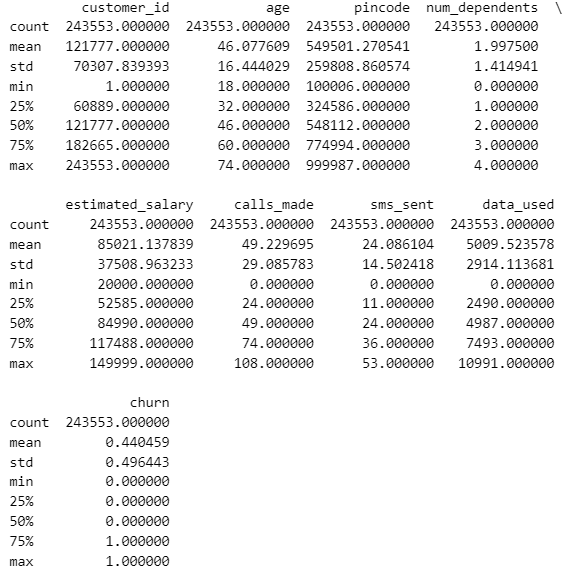 customer_id age pincode num_dependents \
count 243553.000000 243553.000000 243553.000000 243553.000000
mean 121777.000000 46.077609 549501.270541 1.997500
std 70307.839393 16.444029 259808.860574 1.414941
min 1.000000 18.000000 100006.000000 0.000000
25% 60889.000000 32.000000 324586.000000 1.000000
50% 121777.000000 46.000000 548112.000000 2.000000
75% 182665.000000 60.000000 774994.000000 3.000000
max 243553.000000 74.000000 999987.000000 4.000000
estimated_salary calls_made sms_sent data_used
count 243553.000000 243553.000000 243553.000000 243553.000000
mean 85021.137839 49.229695 24.086104 5009.523578
std 37508.963233 29.085783 14.502418 2914.113681
min 20000.000000 0.000000 0.000000 0.000000
25% 52585.000000 24.000000 11.000000 2490.000000
50% 84990.000000 49.000000 24.000000 4987.000000
75% 117488.000000 74.000000 36.000000 7493.000000
max 149999.000000 108.000000 53.000000 10991.000000
churn
count 243553.000000
mean 0.440459
std 0.496443
min 0.000000
25% 0.000000
50% 0.000000
75% 1.000000
max 1.000000